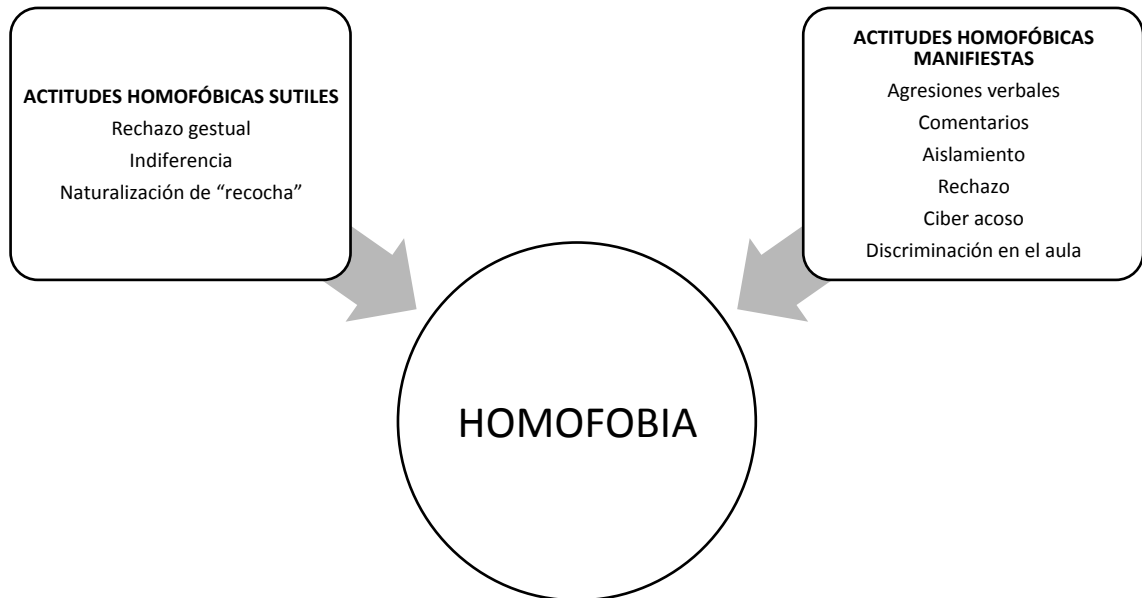 ACTITUDES HOMOFÓBICAS SUTILES
Rechazo gestual
Indiferencia
Naturalización de “recocha”
ACTITUDES HOMOFÓBICAS
MANIFIESTAS
Agresiones verbales
Comentarios
Aislamiento
Rechazo
Ciber acoso
Discriminación en el aula
HOMOFOBIA